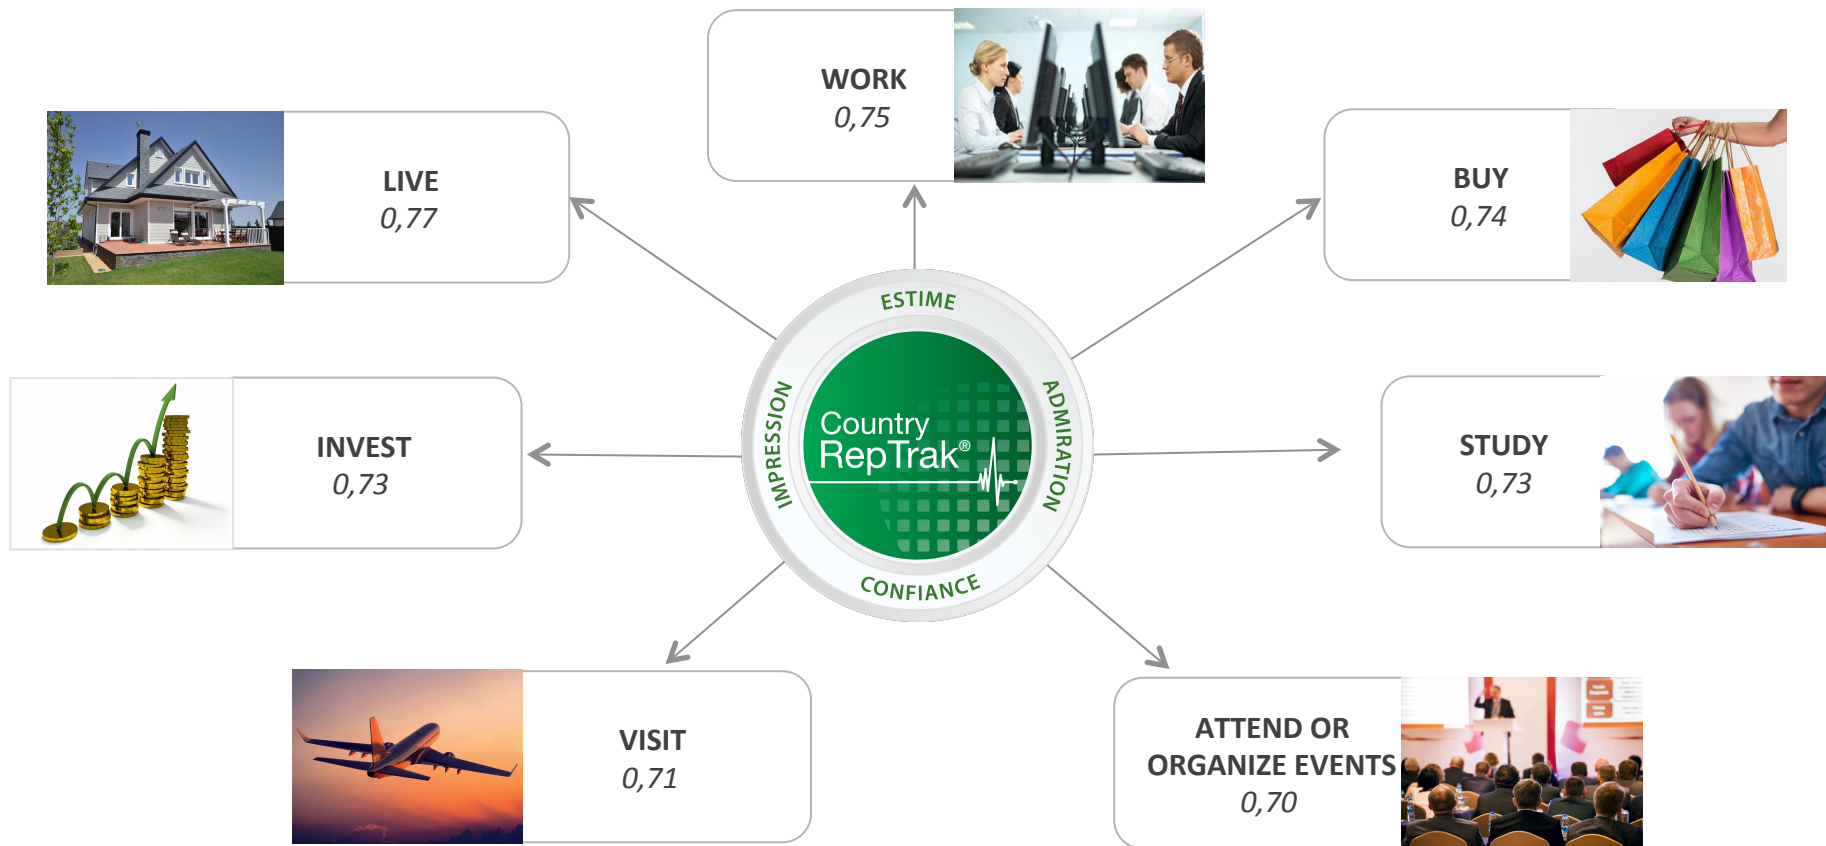 WORK
0,75
LIVE
0,77
BUY
0,74
ESTIME
IMPRESSION
ADMIRATION
Country
RepTrak®
CONFIANCE
INVEST
0,73
STUDY
0,73
VISIT
0,71
ATTEND OR
ORGANIZE EVENTS
0,70